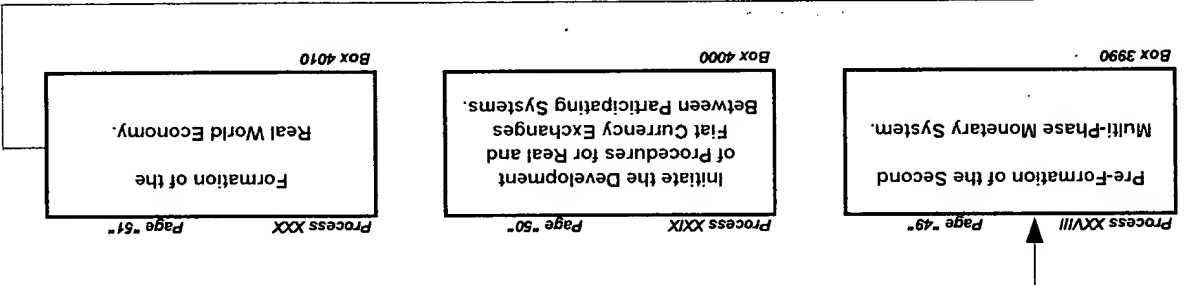 Process XXVIII Page "49"
Pre-Formation of the Second
Multi-Phase Monetary System.
Box 3990
Process XXIX Page "50"
Initiate the Development
of Procedures for Real and
Fiat Currency Exchanges
Between Participating Systems.
Box 4000
Process XXX Page "51"
Formation of the
Real World Economy.
Box 4010